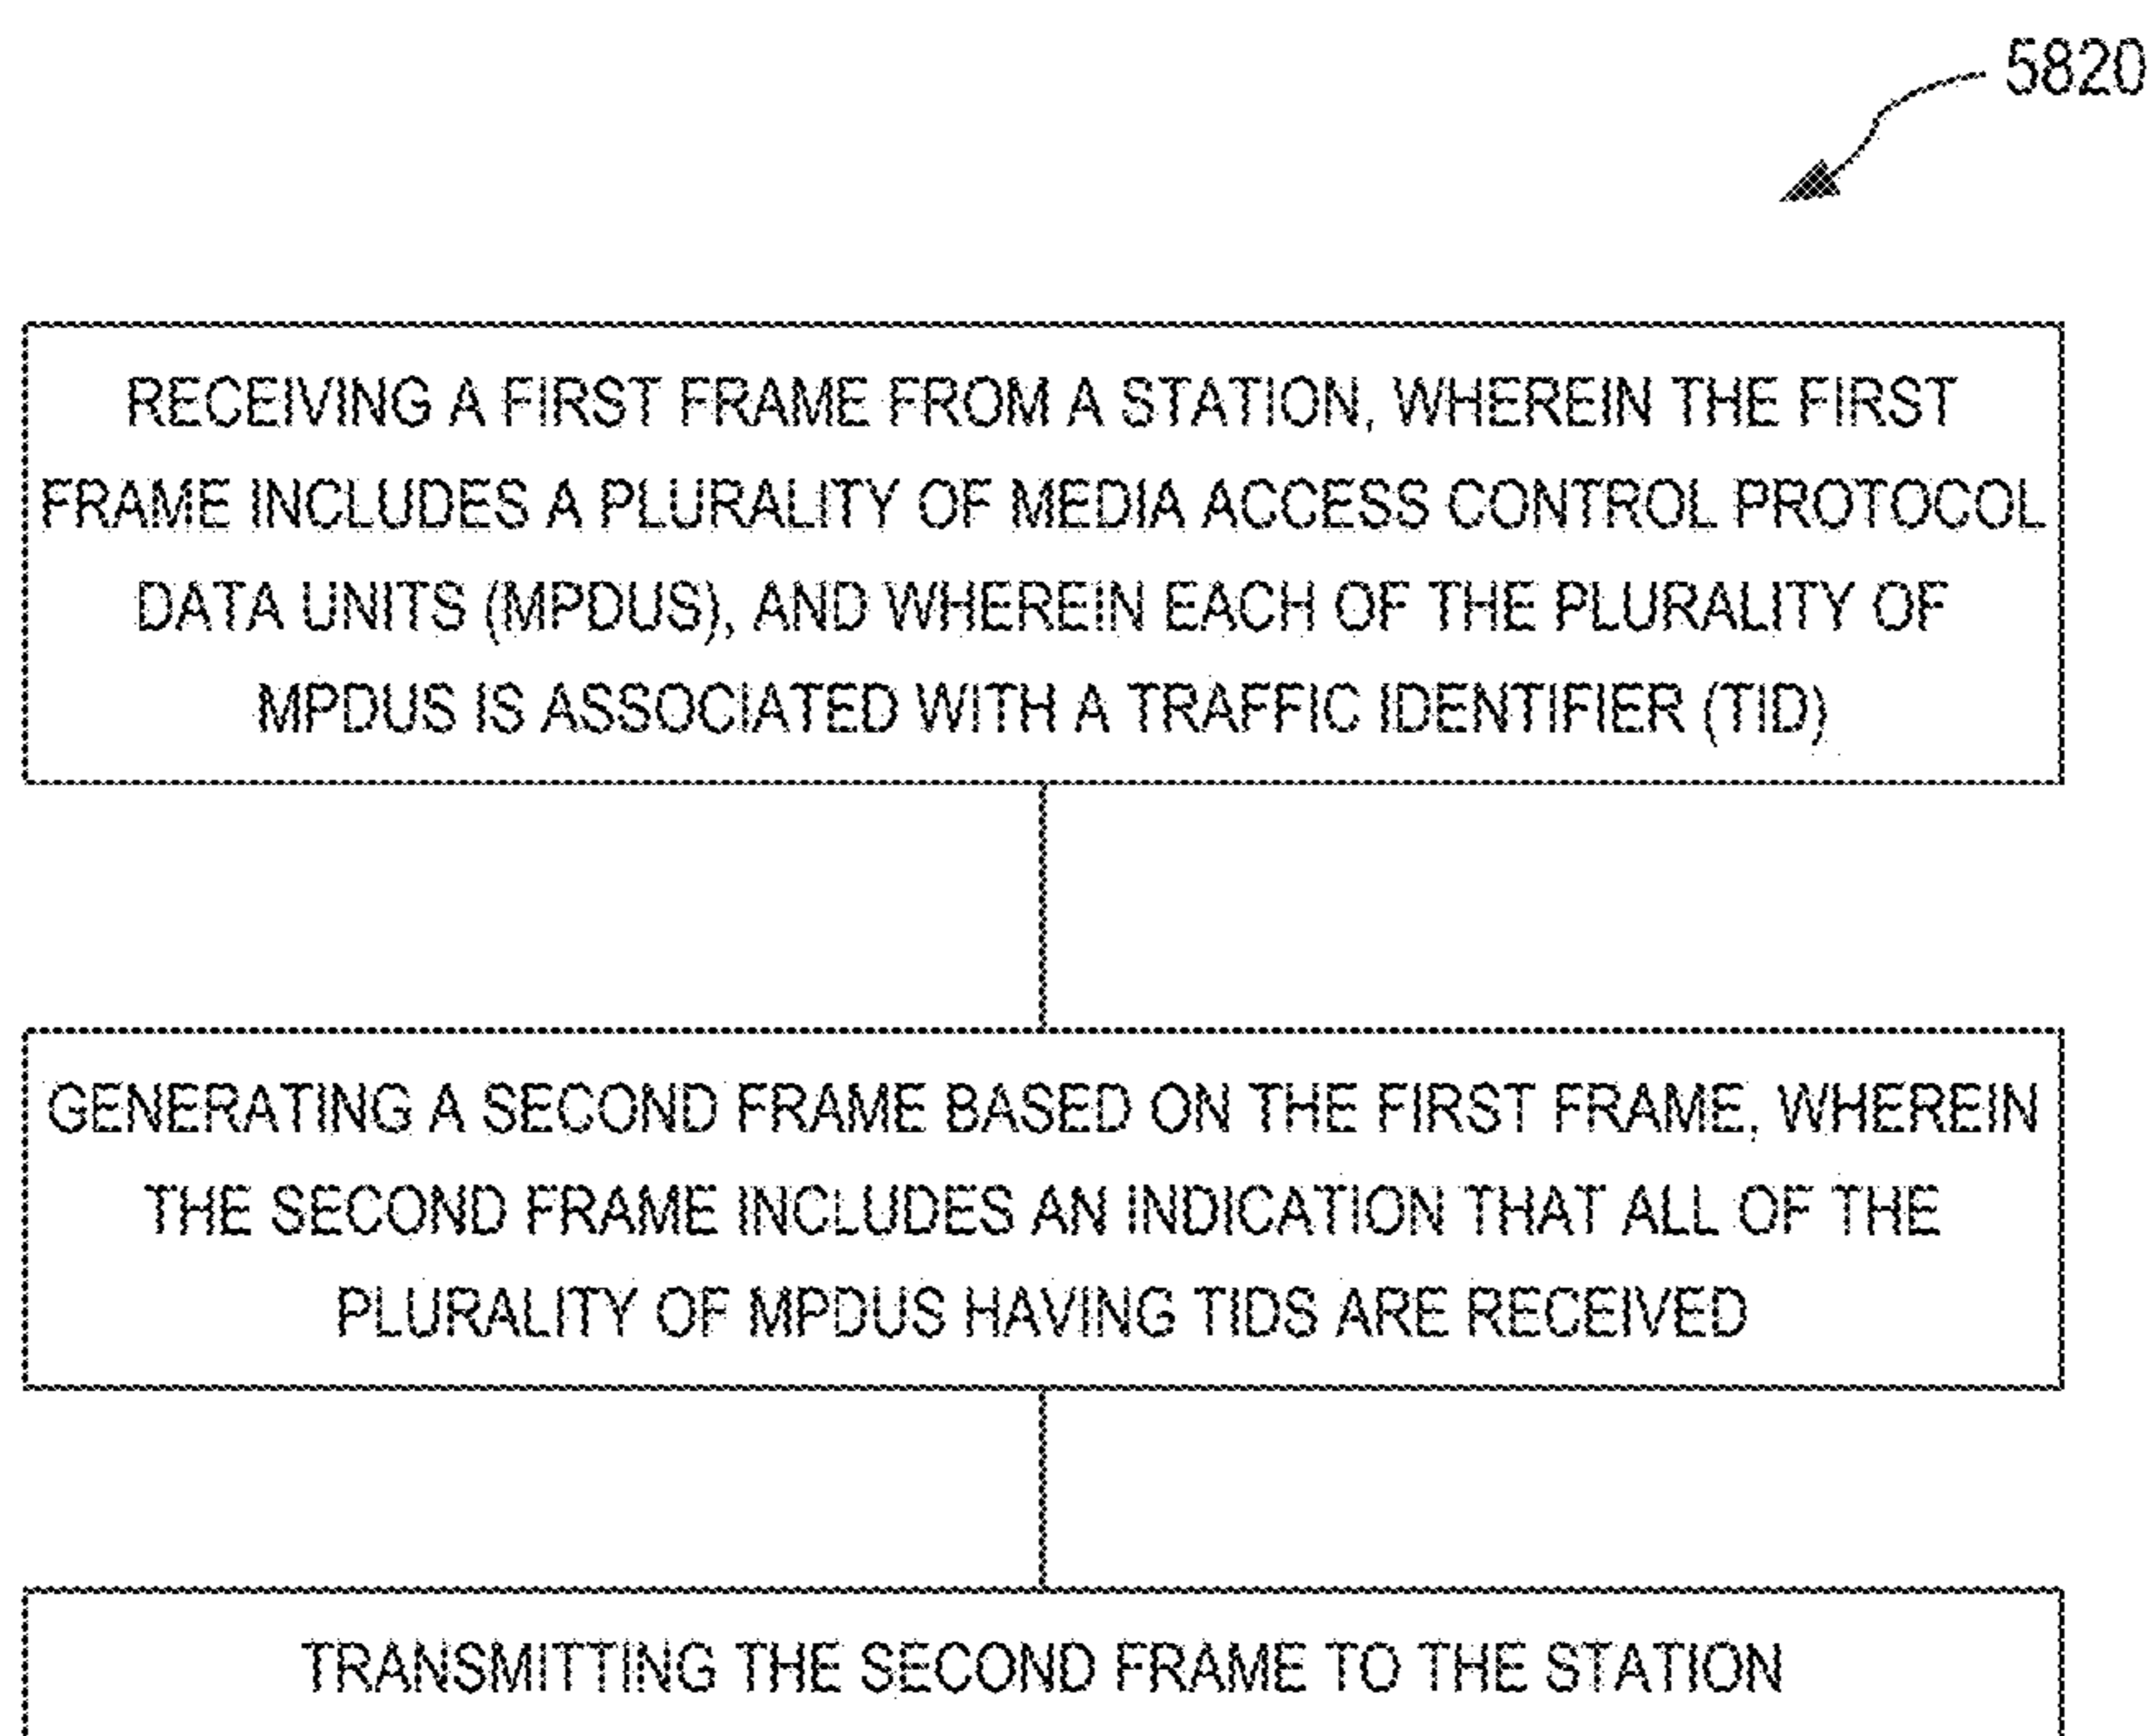 5820
RECEIVING A FIRST FRAME FROM A STATION, WHEREIN THE FIRST
FRAME INCLUDES A PLURALITY OF MEDIA ACCESS CONTROL PROTOCOL
DATA UNITS (MPDUS), AND WHEREIN EACH OF THE PLURALITY OF
MPDUS IS ASSOCIATED WITH A TRAFFIC IDENTIFIER (TID)
GENERATING A SECOND FRAME BASED ON THE FIRST FRAME, WHEREIN
THE SECOND FRAME INCLUDES AN INDICATION THAT ALL OF THE
PLURALITY OF MPDUS HAVING TIDS ARE RECEIVED
TRANSMITTING THE SECOND FRAME TO THE STATION